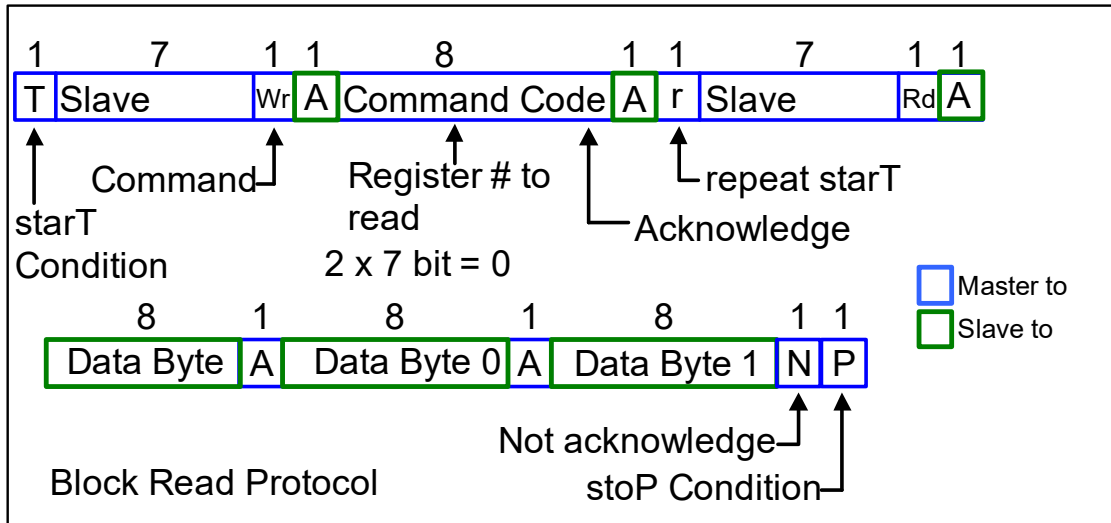 1 7 1 1 8 1 1 7 1 1
T Slave Wr A Command Code A r Slave Rd A
Command
Register # to
read
repeat starT
starT
Condition
Acknowledge
2 x 7 bit = 0
Master to
Slave to
8 1 8 1 8 1 1
Data Byte A Data Byte 0 A Data Byte 1 N P
Not acknowledge
stoP Condition
Block Read Protocol